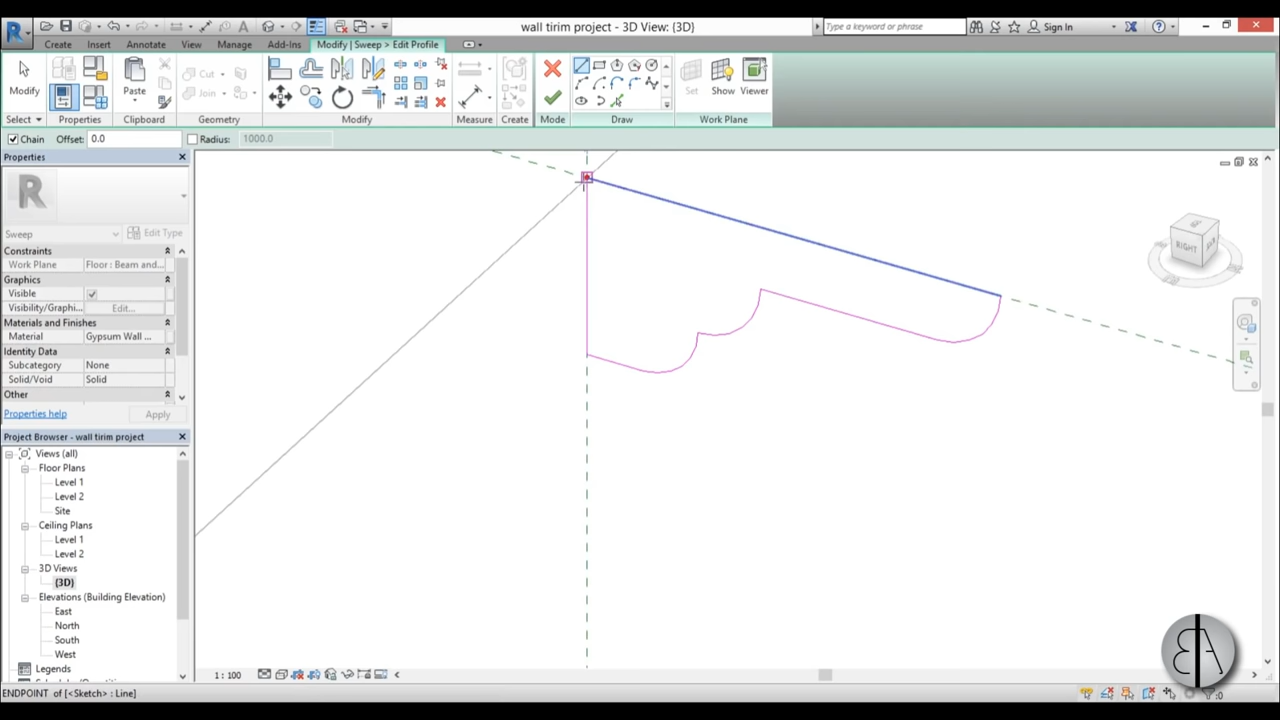 wall tirim project - 3D View: {3D}
Type a keyword or phrase
Sign In
Create
Insert
Annotate
View
Manage
Add-Ins
Modify | Sweep > Edit Profile
Modify
Paste
Cut
Join
Create
Set
Show
Viewer
Select
Properties
Clipboard
Geometry
Modify
Measure
Create
Mode
Draw
Work Plane
Chain
Offset:
0.0
Radius:
1000.0
Properties
Sweep
Edit Type
Constraints
Work Plane
Floor : Beam and...
Graphics
Visible
Visibility/Graphi...
Edit...
Materials and Finishes
Material
Gypsum Wall ...
Identity Data
Subcategory
None
Solid/Void
Solid
Other
Properties help
Apply
Project Browser - wall tirim project
Views (all)
Floor Plans
Level 1
Level 2
Site
Ceiling Plans
Level 1
Level 2
3D Views
{3D}
Elevations (Building Elevation)
East
North
South
West
Legends
RIGHT
1 : 100
ENDPOINT of [<Sketch> : Line]
:0